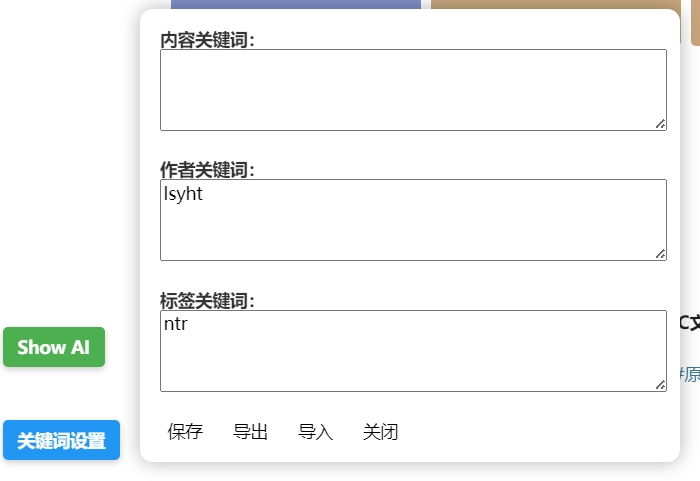 内容关键词：
作者关键词：
lsyht
标签关键词：
ntr
Show AI
C文
#原
关键词设置
保存 导出 导入 关闭